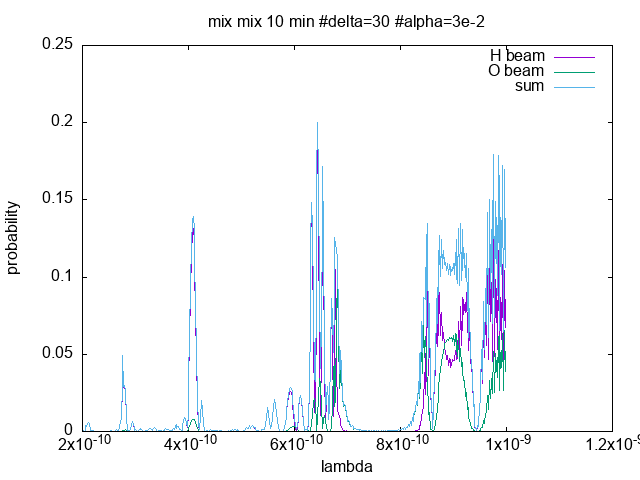 mix mix 10 min #delta=30 #alpha=3e-2
H beam
O beam
sum
probability
0.25
0.2
0.15
0.1
0.05
0
2x10-10
4x10-10
6x10-10
8x10-10
1x10-9
1.2x10-9
lambda